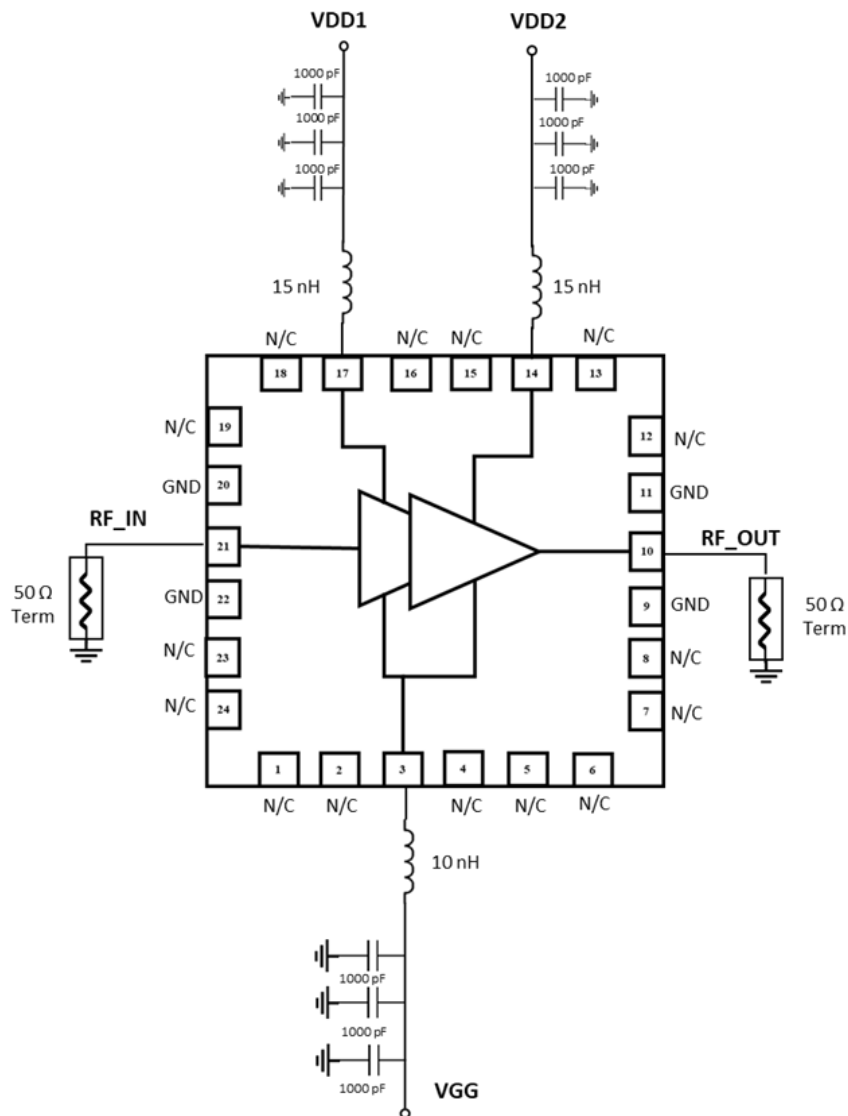 VDD1 VDD2
1000 pF 1000 pF
1000 pF 1000 pF
1000 pF 1000 pF
15 nH 15 nH
N/C N/C N/C N/C
18 17 16 15 14 13
N/C 19 12 N/C
GND 20 11 GND
RF_IN 21 10 RF_OUT
50 Ω
Term
GND 22 9 GND
50 Ω
Term
N/C 23 8 N/C
N/C 24 7 N/C
1 2 3 4 5 6
N/C N/C N/C N/C N/C
10 nH
1000 pF
1000 pF
1000 pF
VGG